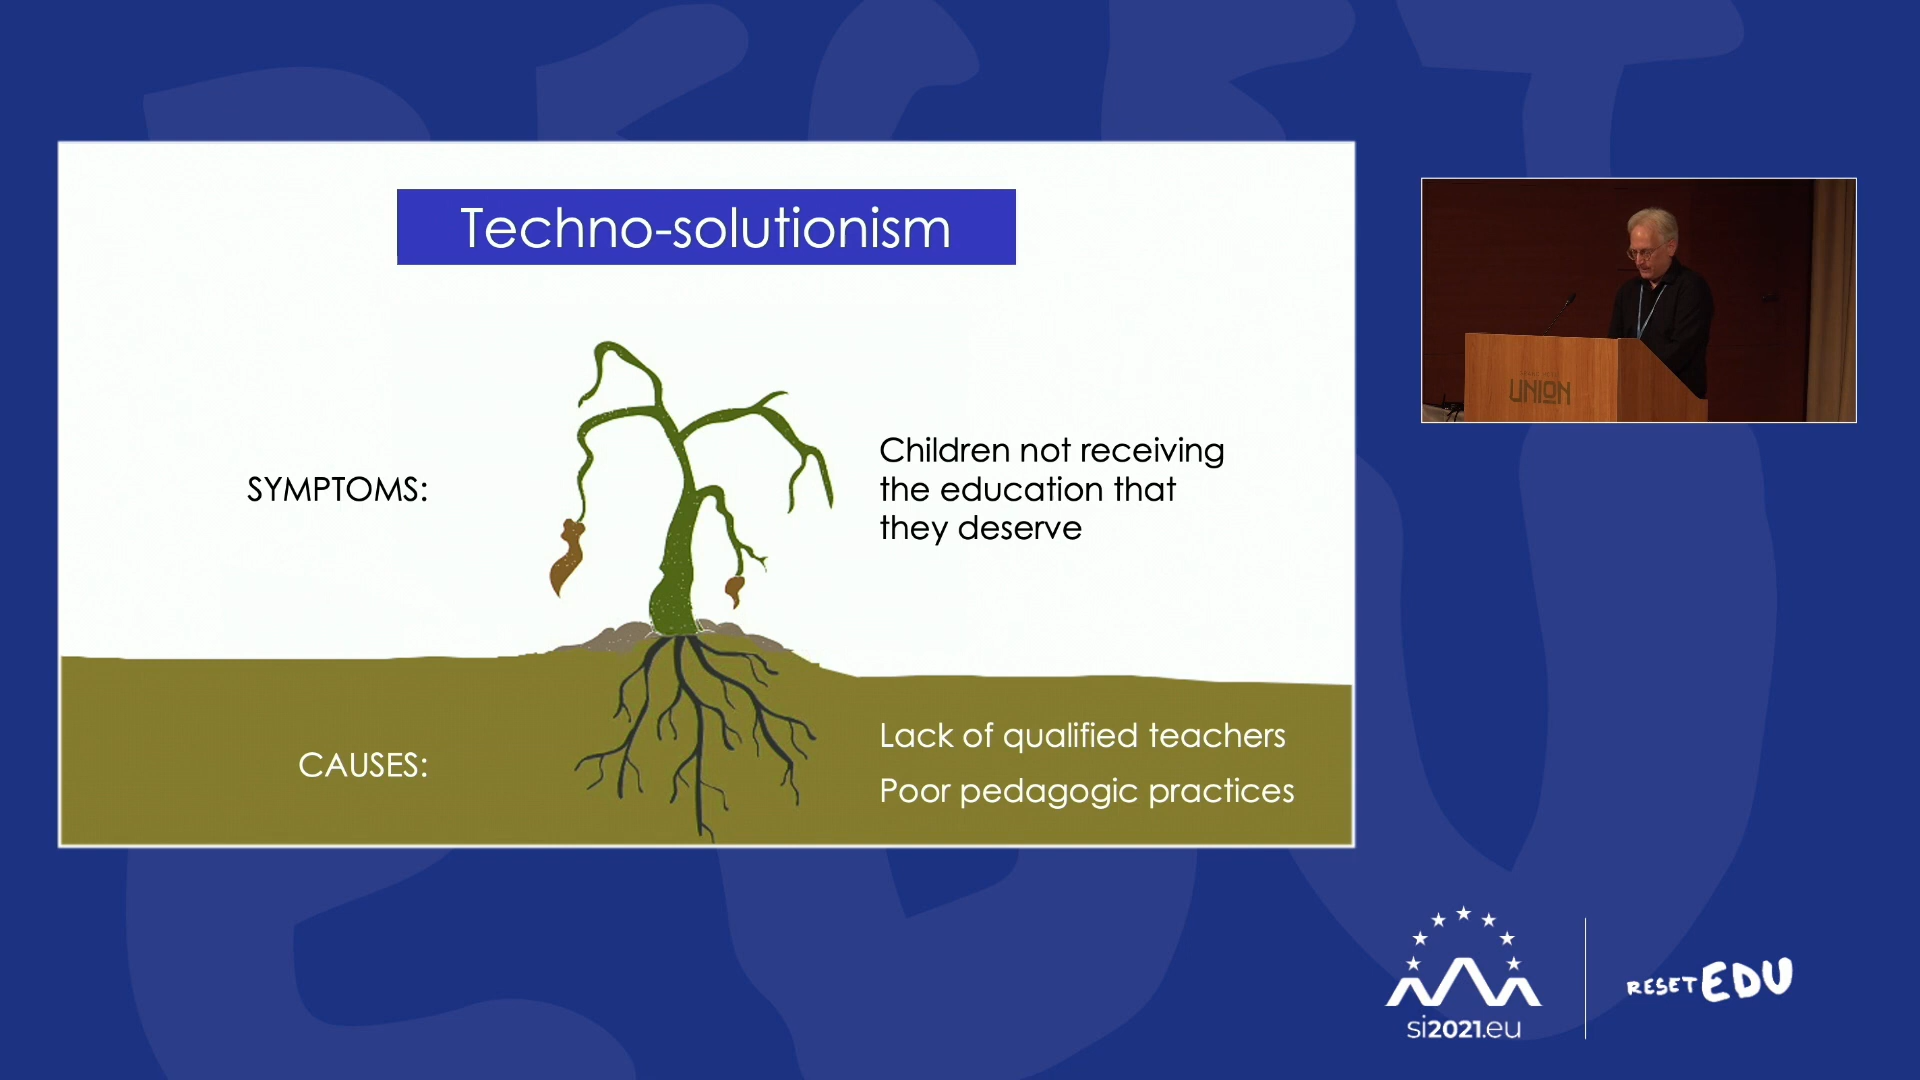 Techno-solutionism
SYMPTOMS:
Children not receiving
the education that
they deserve
CAUSES:
Lack of qualified teachers
Poor pedagogic practices
UNION
si2021.eu
RESET EDU